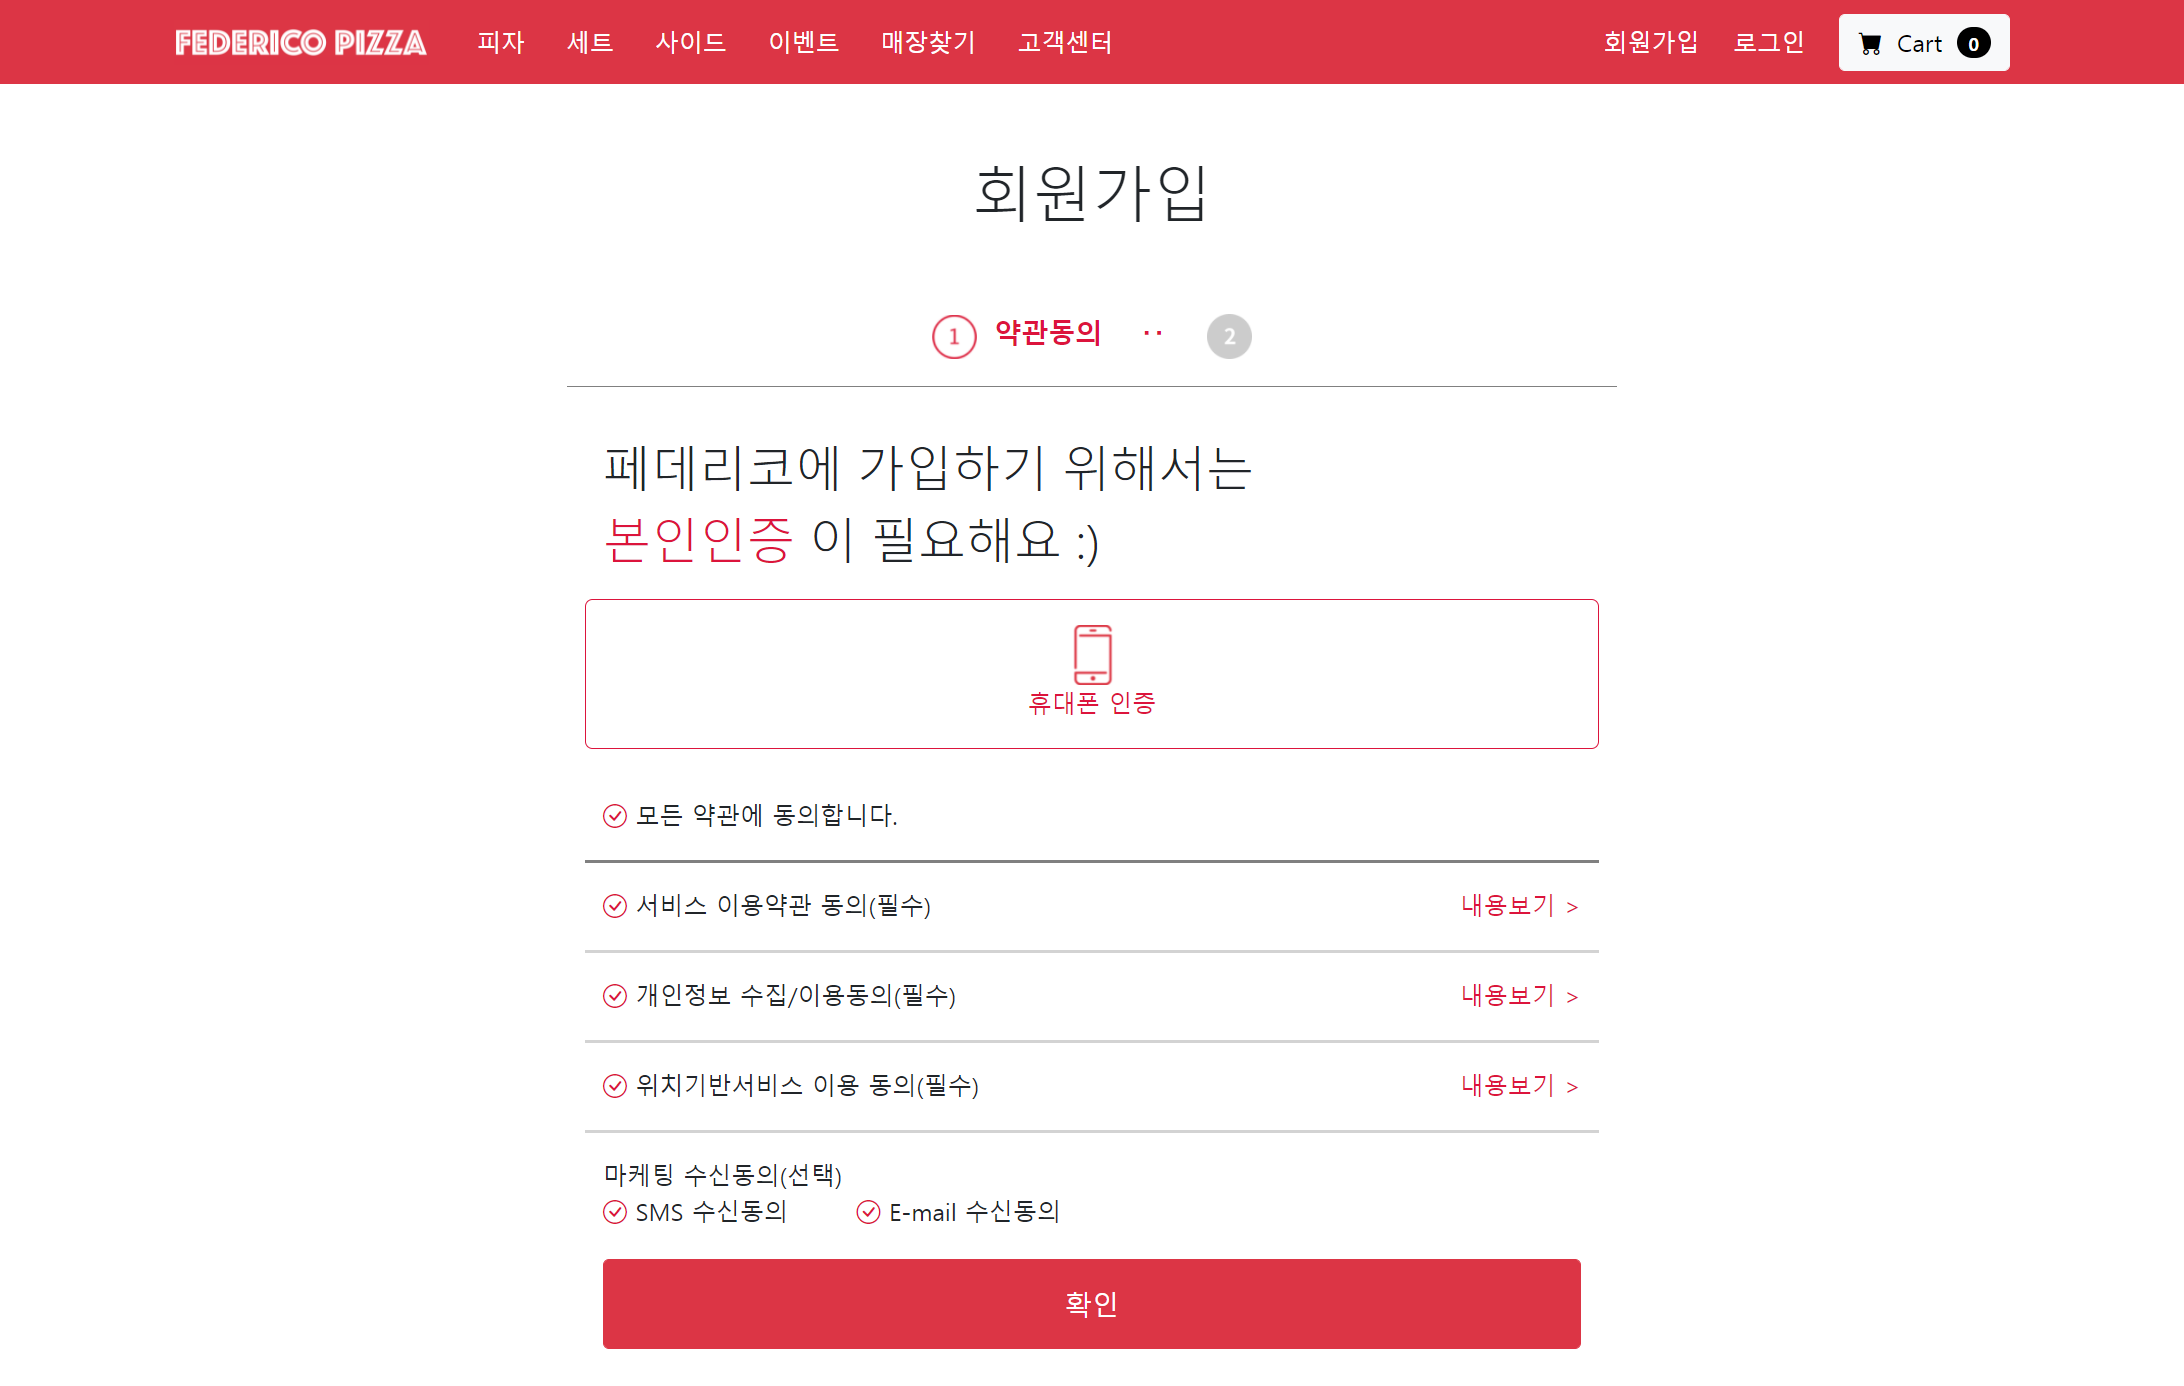 FEDERICO PIZZA 피자 세트 사이드 이벤트 매장찾기 고객센터 회원가입 로그인 Cart 0
회원가입
1 약관동의 ·· 2
페데리코에 가입하기 위해서는
본인인증 이 필요해요 :)
휴대폰 인증
모든 약관에 동의합니다.
서비스 이용약관 동의(필수) 내용보기 >
개인정보 수집/이용동의(필수) 내용보기 >
위치기반서비스 이용 동의(필수) 내용보기 >
마케팅 수신동의(선택)
SMS 수신동의 E-mail 수신동의
확인